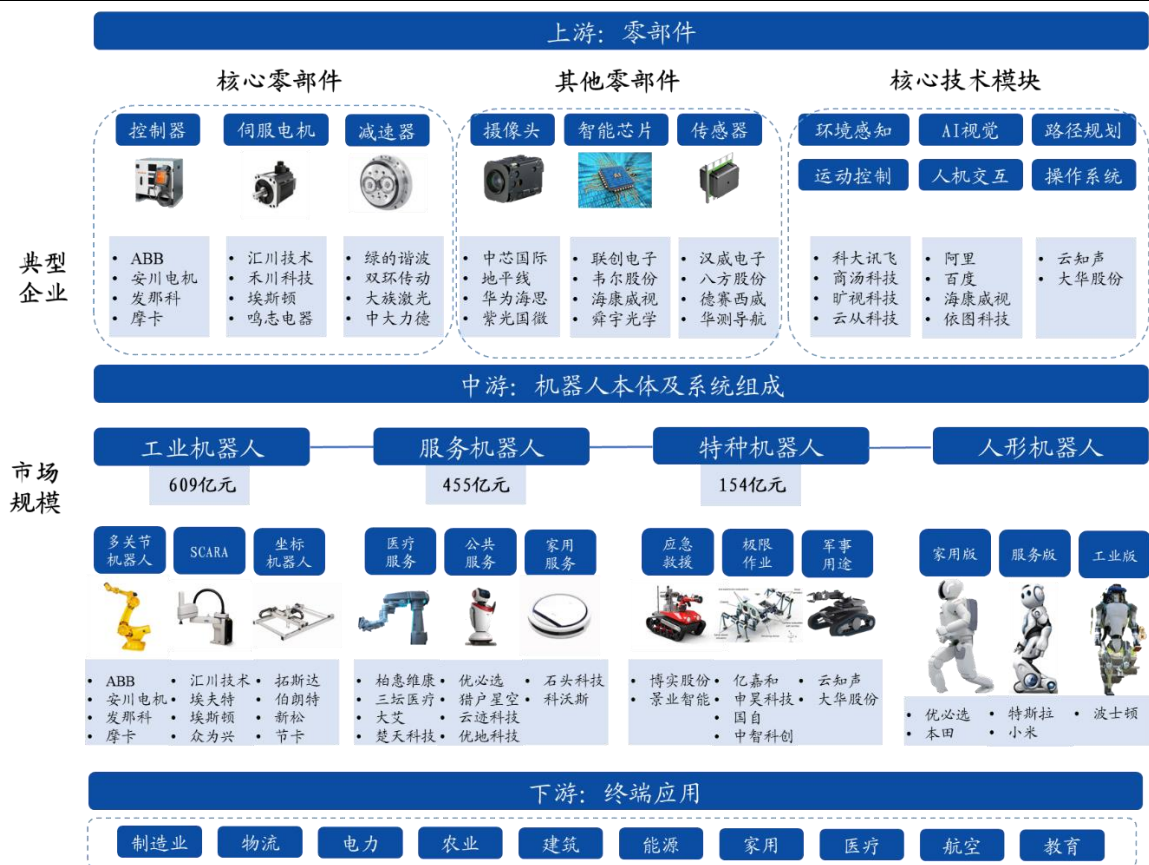 上游：零部件
核心零部件
其他零部件
核心技术模块
控制器
伺服电机
减速器
摄像头
智能芯片
传感器
环境感知
AI视觉
路径规划
运动控制
人机交互
操作系统
典型
企业
• ABB
• 安川电机
• 发那科
• 摩卡
• 汇川技术
• 禾川科技
• 埃斯顿
• 鸣志电器
• 绿的谐波
• 双环传动
• 大族激光
• 中大力德
• 中芯国际
• 地平线
• 华为海思
• 紫光国微
• 联创电子
• 韦尔股份
• 海康威视
• 舜宇光学
• 汉威电子
• 八方股份
• 德赛西威
• 华测导航
• 科大讯飞
• 商汤科技
• 旷视科技
• 云从科技
• 阿里
• 百度
• 海康威视
• 依图科技
• 云知声
• 大华股份
中游：机器人本体及系统组成
市场
规模
工业机器人
服务机器人
特种机器人
人形机器人
609亿元
455亿元
154亿元
多关节
机器人
SCARA
坐标
机器人
医疗
服务
公共
服务
家用
服务
应急
救援
极限
作业
军事
用途
家用版
服务版
工业版
• ABB
• 安川电机
• 发那科
• 摩卡
• 汇川技术
• 埃夫特
• 埃斯顿
• 众为兴
• 拓斯达
• 伯朗特
• 新松
• 节卡
• 柏惠维康
• 三坛医疗
• 大艾
• 楚天科技
• 优必选
• 猎户星空
• 云迹科技
• 优地科技
• 石头科技
• 科沃斯
• 博实股份
• 景业智能
• 亿嘉和
• 申昊科技
• 国自
• 中智科创
• 云知声
• 大华股份
• 优必选
• 本田
• 特斯拉
• 小米
• 波士顿
下游：终端应用
制造业
物流
电力
农业
建筑
能源
家用
医疗
航空
教育